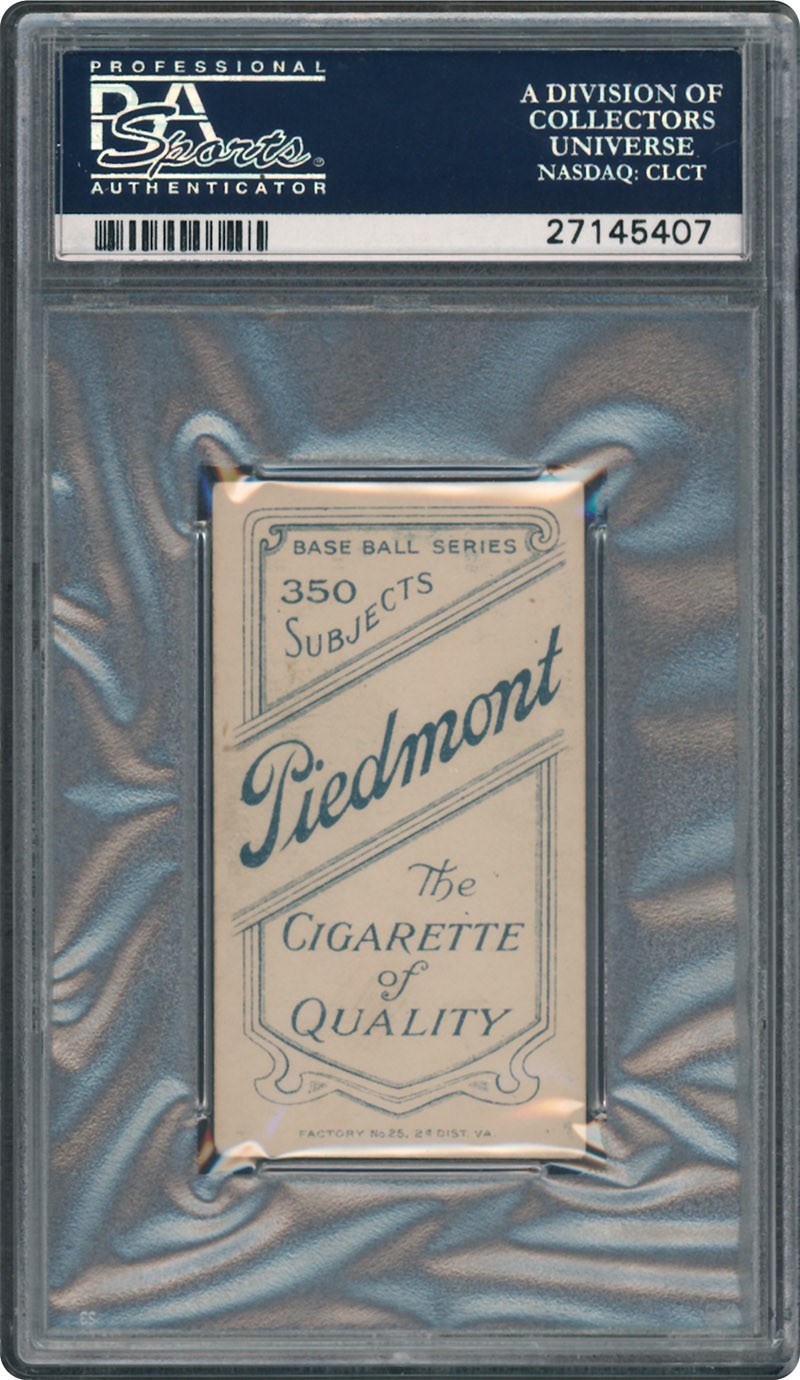 PROFESSIONAL
PSA
Sports®
AUTHENTICATOR
A DIVISION OF
COLLECTORS
UNIVERSE
NASDAQ: CLCT
27145407
BASE BALL SERIES
350
SUBJECTS
Piedmont
The
CIGARETTE
of
QUALITY
FACTORY No 25, 2d DIST. VA.